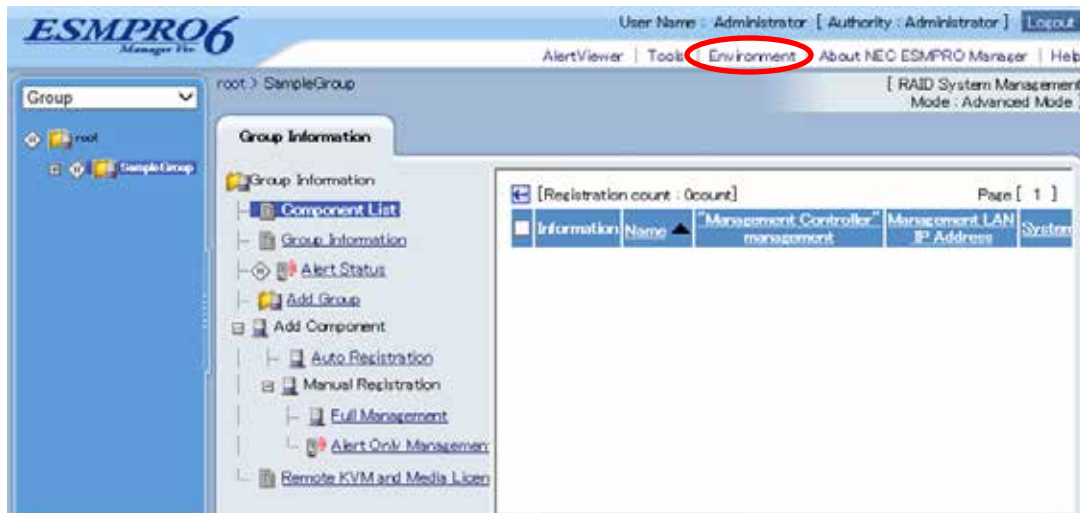 ESMPRO6
Manager Ver.
User Name : Administrator [ Authority : Administrator ] Logout
AlertViewer | Tools | Environment About NEC ESMPRO Manager | Help
Group
root > SampleGroup
[ RAID System Management
Mode : Advanced Mode
root
SampleGroup
Group Information
Group Information
Component List
Group Information
Alert Status
Add Group
Add Component
Auto Registration
Manual Registration
Full Management
Alert Only Managemen
Remote KVM and Media Licen
[Registration count : 0count]
Page [ 1 ]
Information Name ▲ "Management Controller" management Management LAN IP Address System